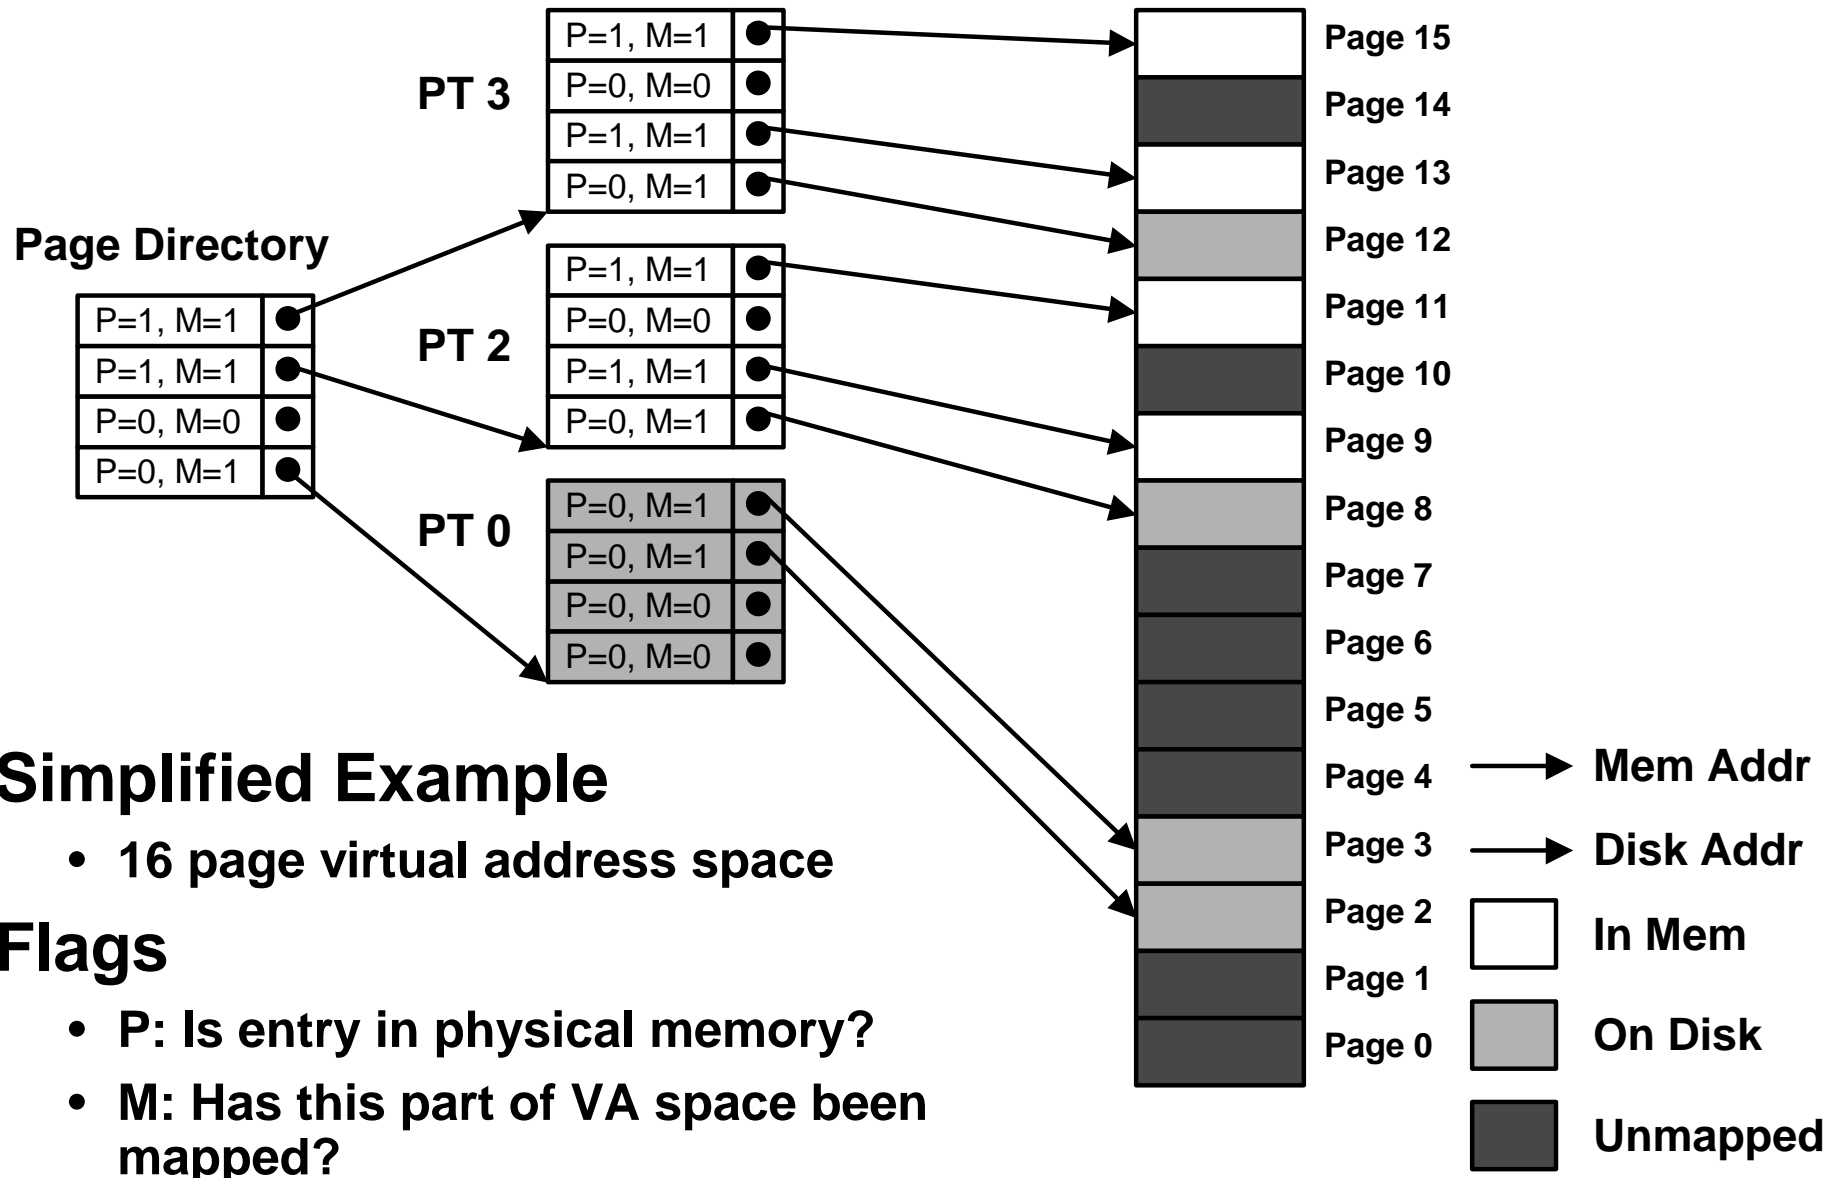 PT 3
P=1, M=1
P=0, M=0
P=1, M=1
P=0, M=1
Page Directory
P=1, M=1
P=1, M=1
P=0, M=0
P=0, M=1
PT 2
P=1, M=1
P=0, M=0
P=1, M=1
P=0, M=1
PT 0
P=0, M=1
P=0, M=1
P=0, M=0
P=0, M=0
Page 15
Page 14
Page 13
Page 12
Page 11
Page 10
Page 9
Page 8
Page 7
Page 6
Page 5
Page 4
Page 3
Page 2
Page 1
Page 0
Mem Addr
Disk Addr
In Mem
On Disk
Unmapped
Simplified Example
• 16 page virtual address space
Flags
• P: Is entry in physical memory?
• M: Has this part of VA space been
mapped?